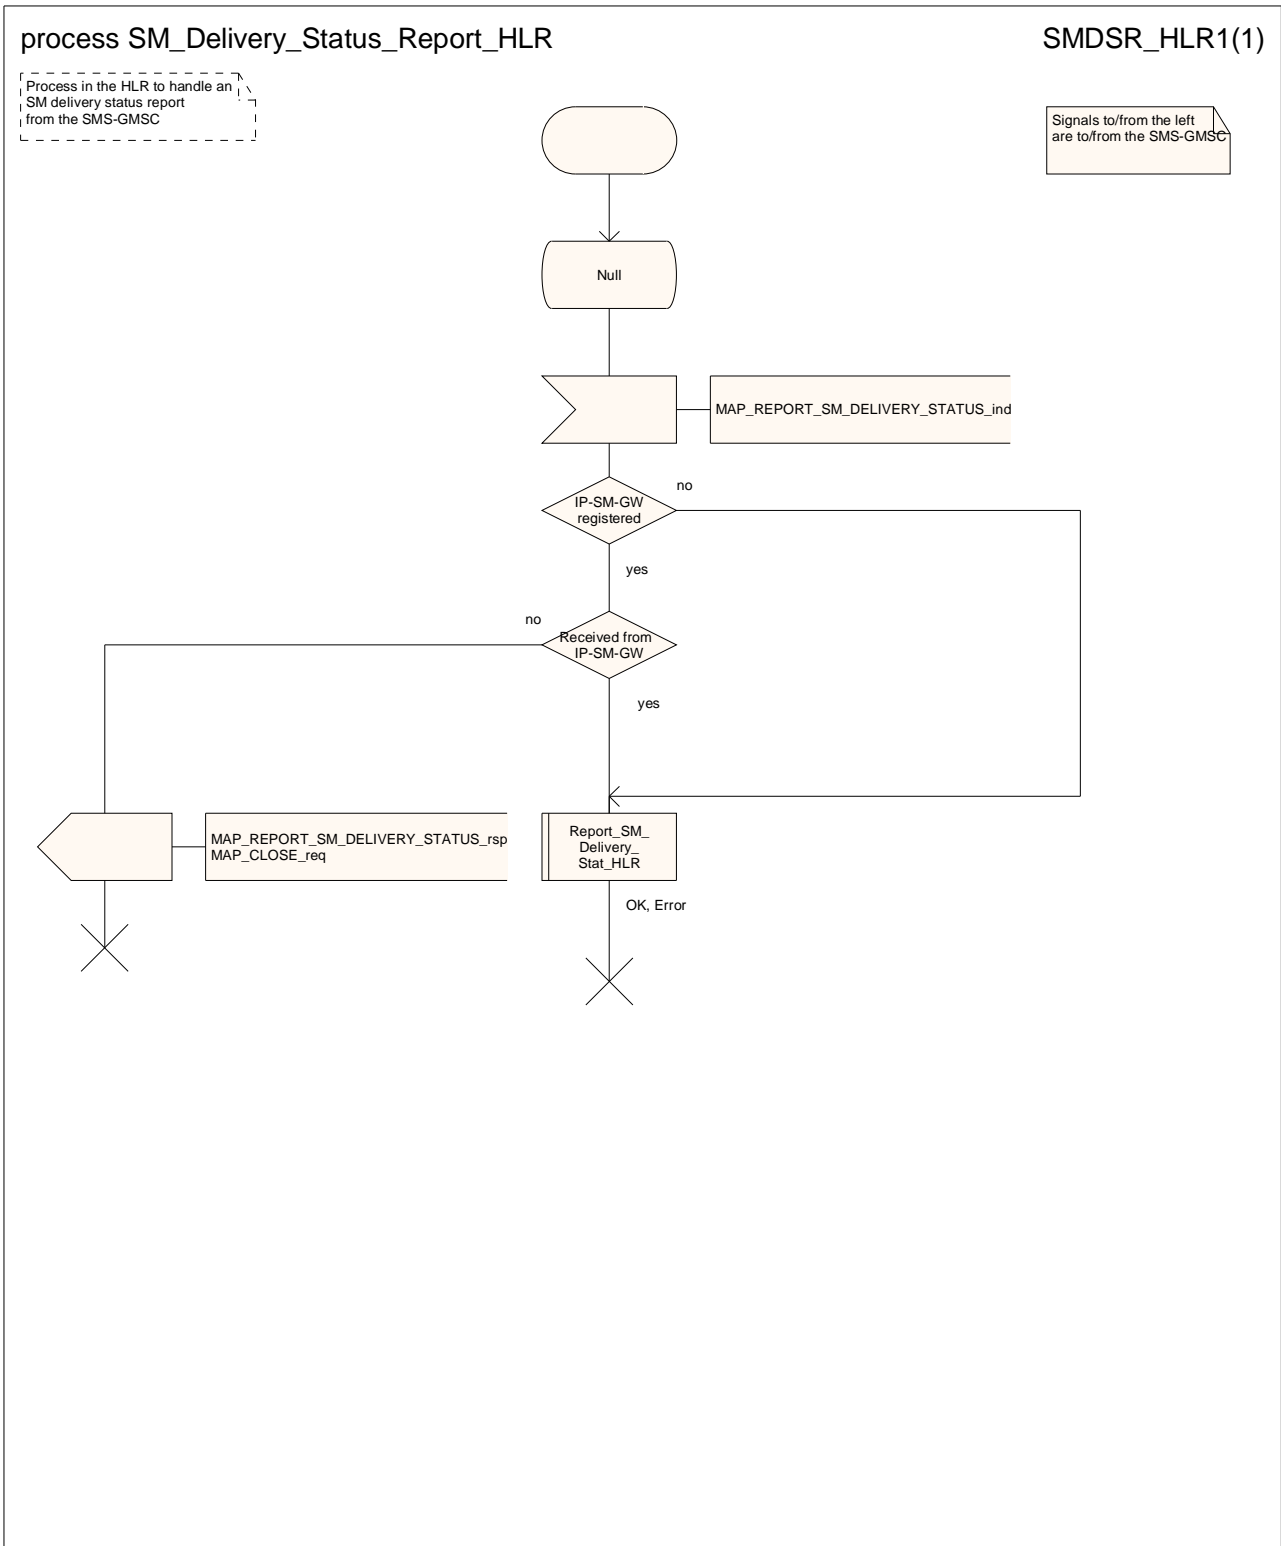 process SM_Delivery_Status_Report_HLR
SMDSR_HLR1(1)
Process in the HLR to handle an
SM delivery status report
from the SMS-GMSC
Signals to/from the left
are to/from the SMS-GMSC
Null
MAP_REPORT_SM_DELIVERY_STATUS_ind
IP-SM-GW
registered
no
yes
no
Received from
IP-SM-GW
yes
MAP_REPORT_SM_DELIVERY_STATUS_rsp
MAP_CLOSE_req
Report_SM_
Delivery_
Stat_HLR
OK, Error